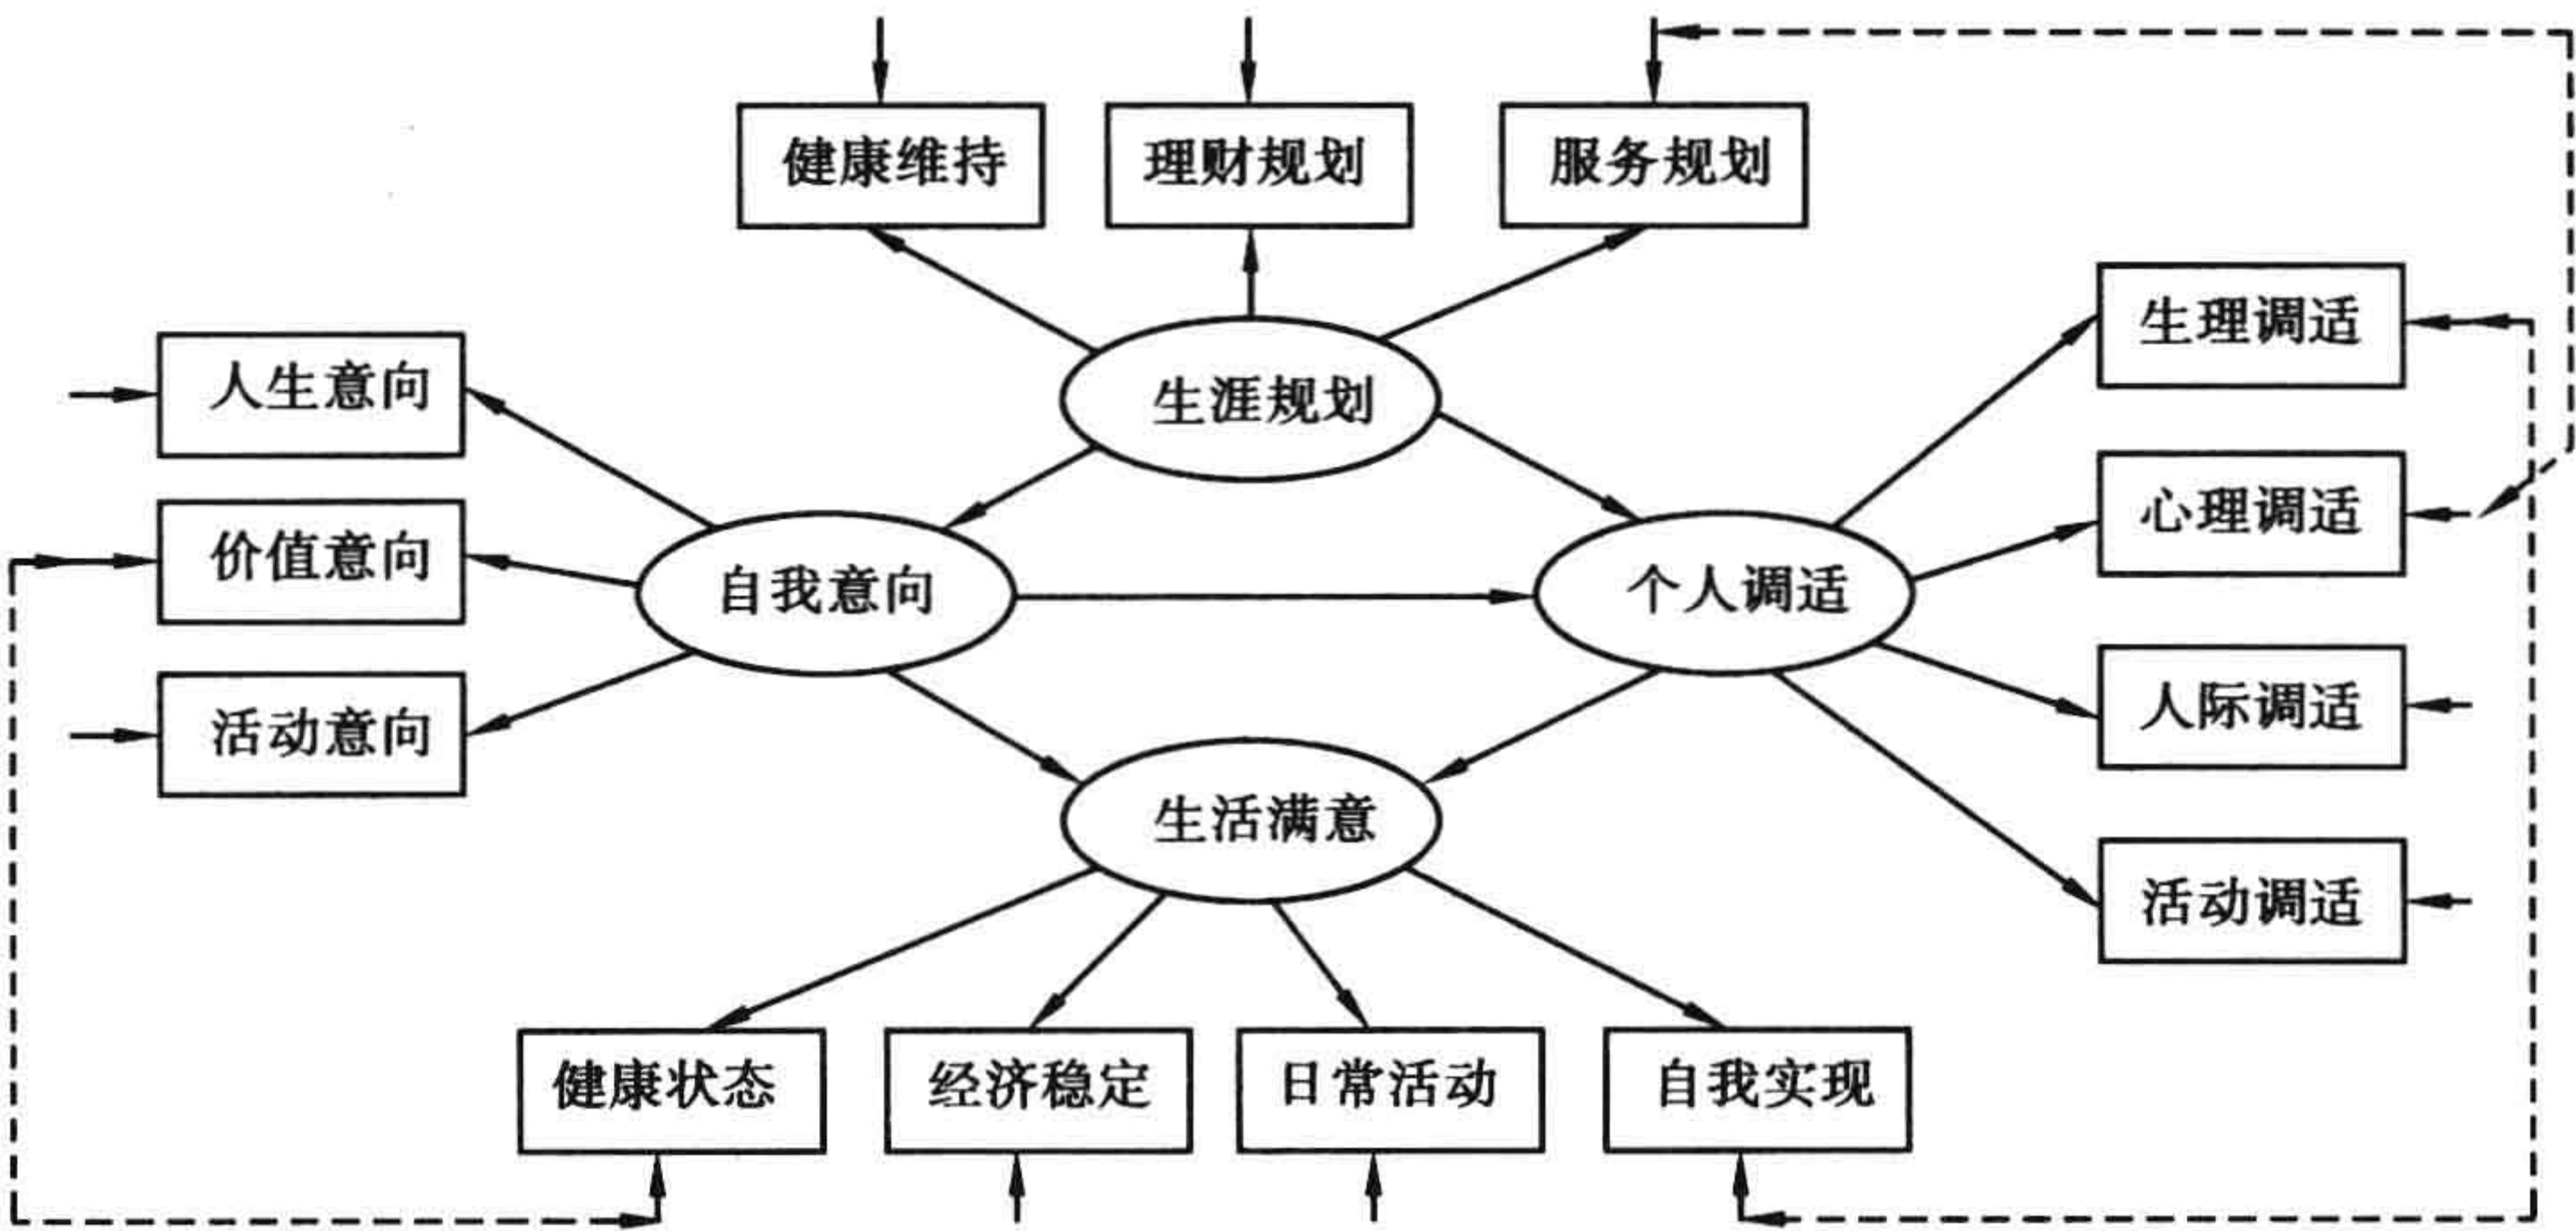 健康维持
理财规划
服务规划
生理调适
人生意向
生涯规划
心理调适
价值意向
自我意向
个人调适
人际调适
活动意向
生活满意
活动调适
健康状态
经济稳定
日常活动
自我实现